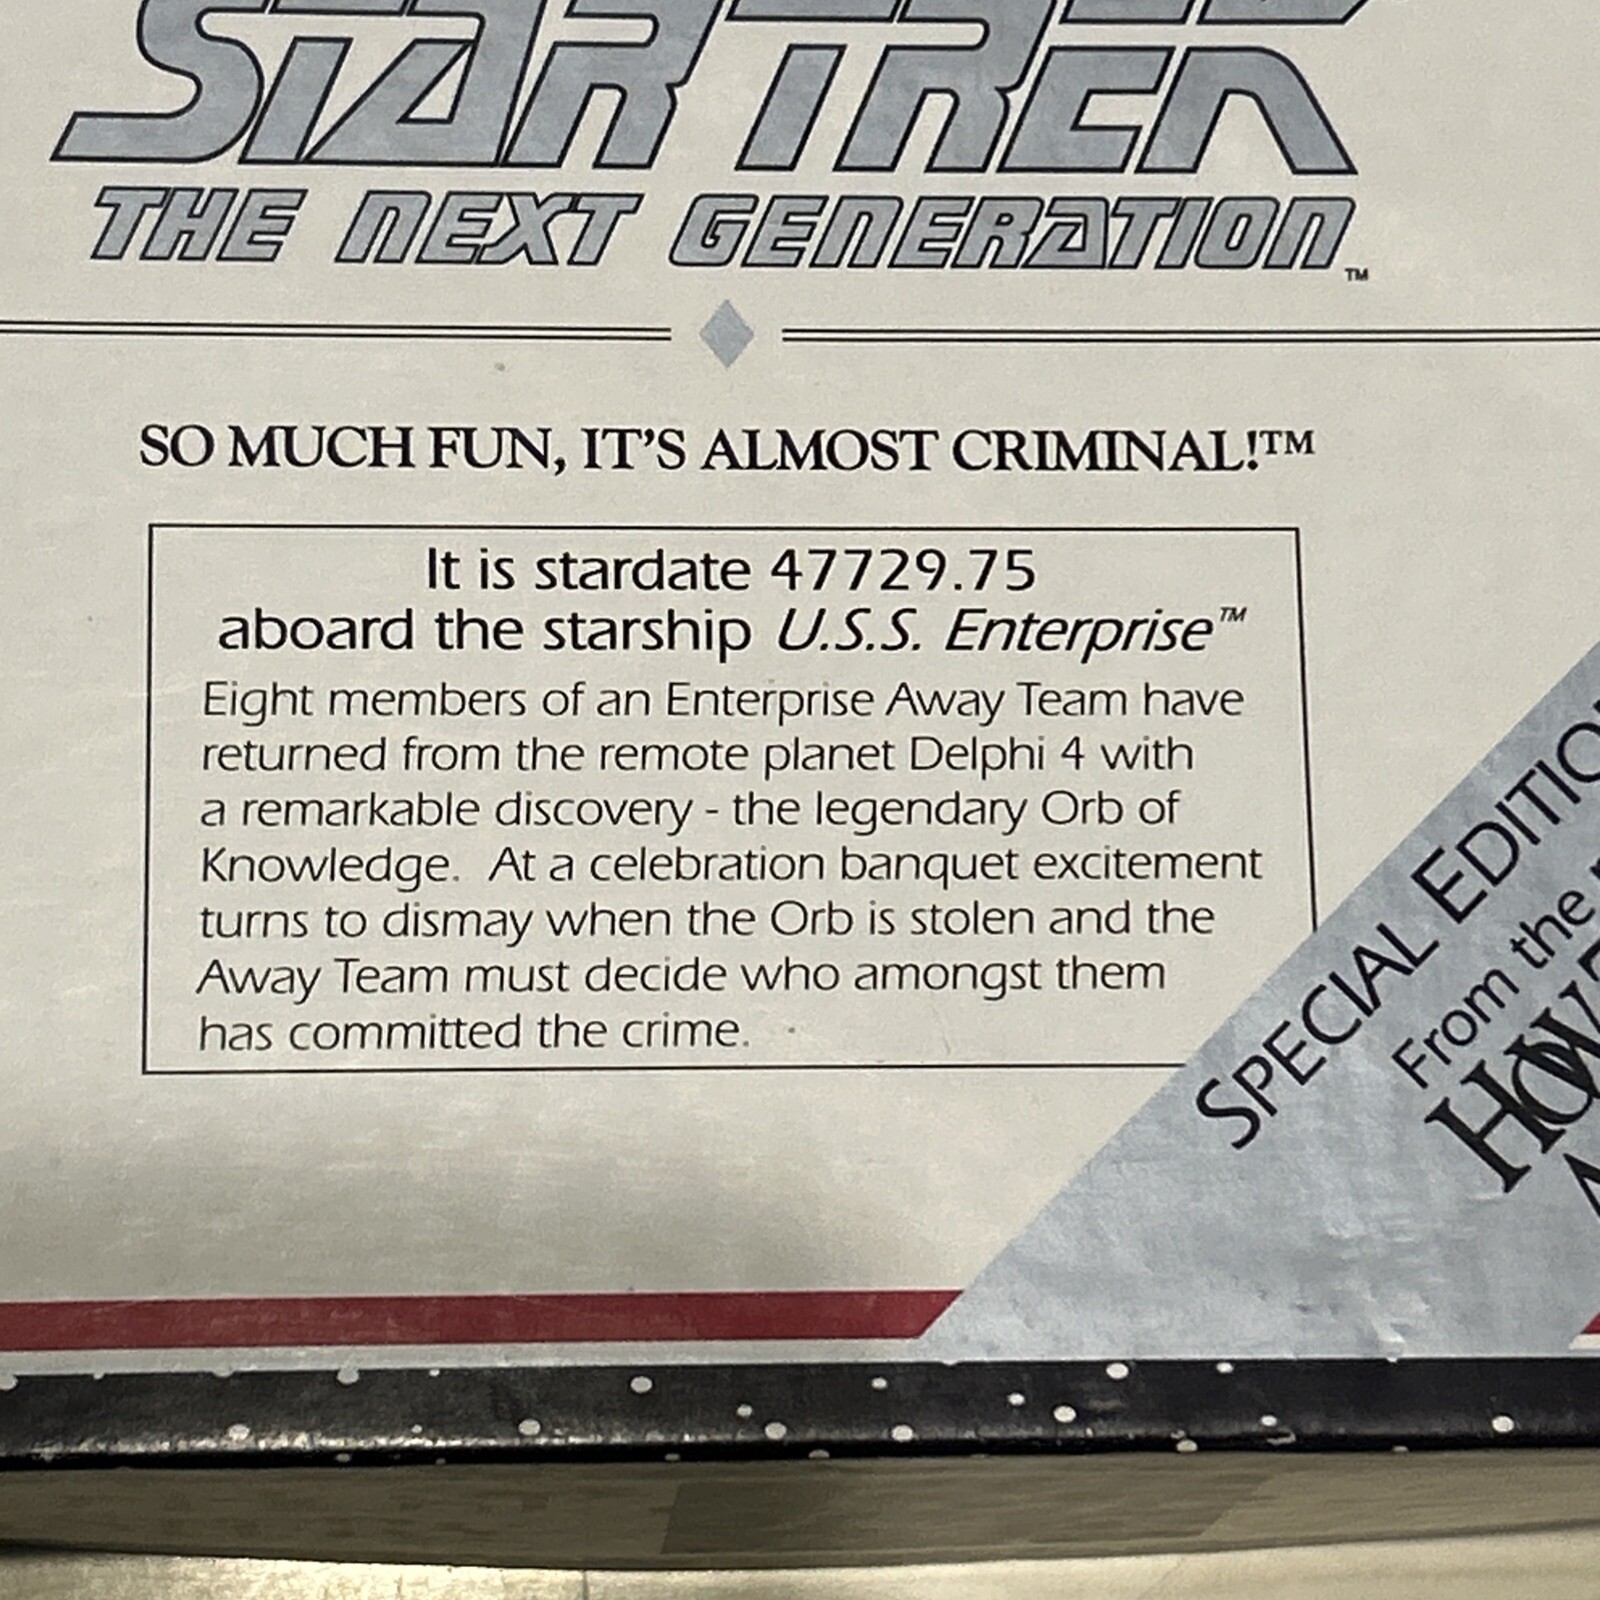 STAR TREK
THE NEXT GENERATION™
SO MUCH FUN, IT'S ALMOST CRIMINAL!™
It is stardate 47729.75
aboard the starship U.S.S. Enterprise™
Eight members of an Enterprise Away Team have
returned from the remote planet Delphi 4 with
a remarkable discovery - the legendary Orb of
Knowledge. At a celebration banquet excitement
turns to dismay when the Orb is stolen and the
Away Team must decide who amongst them
has committed the crime.
SPECIAL EDITIO
From the
HOW